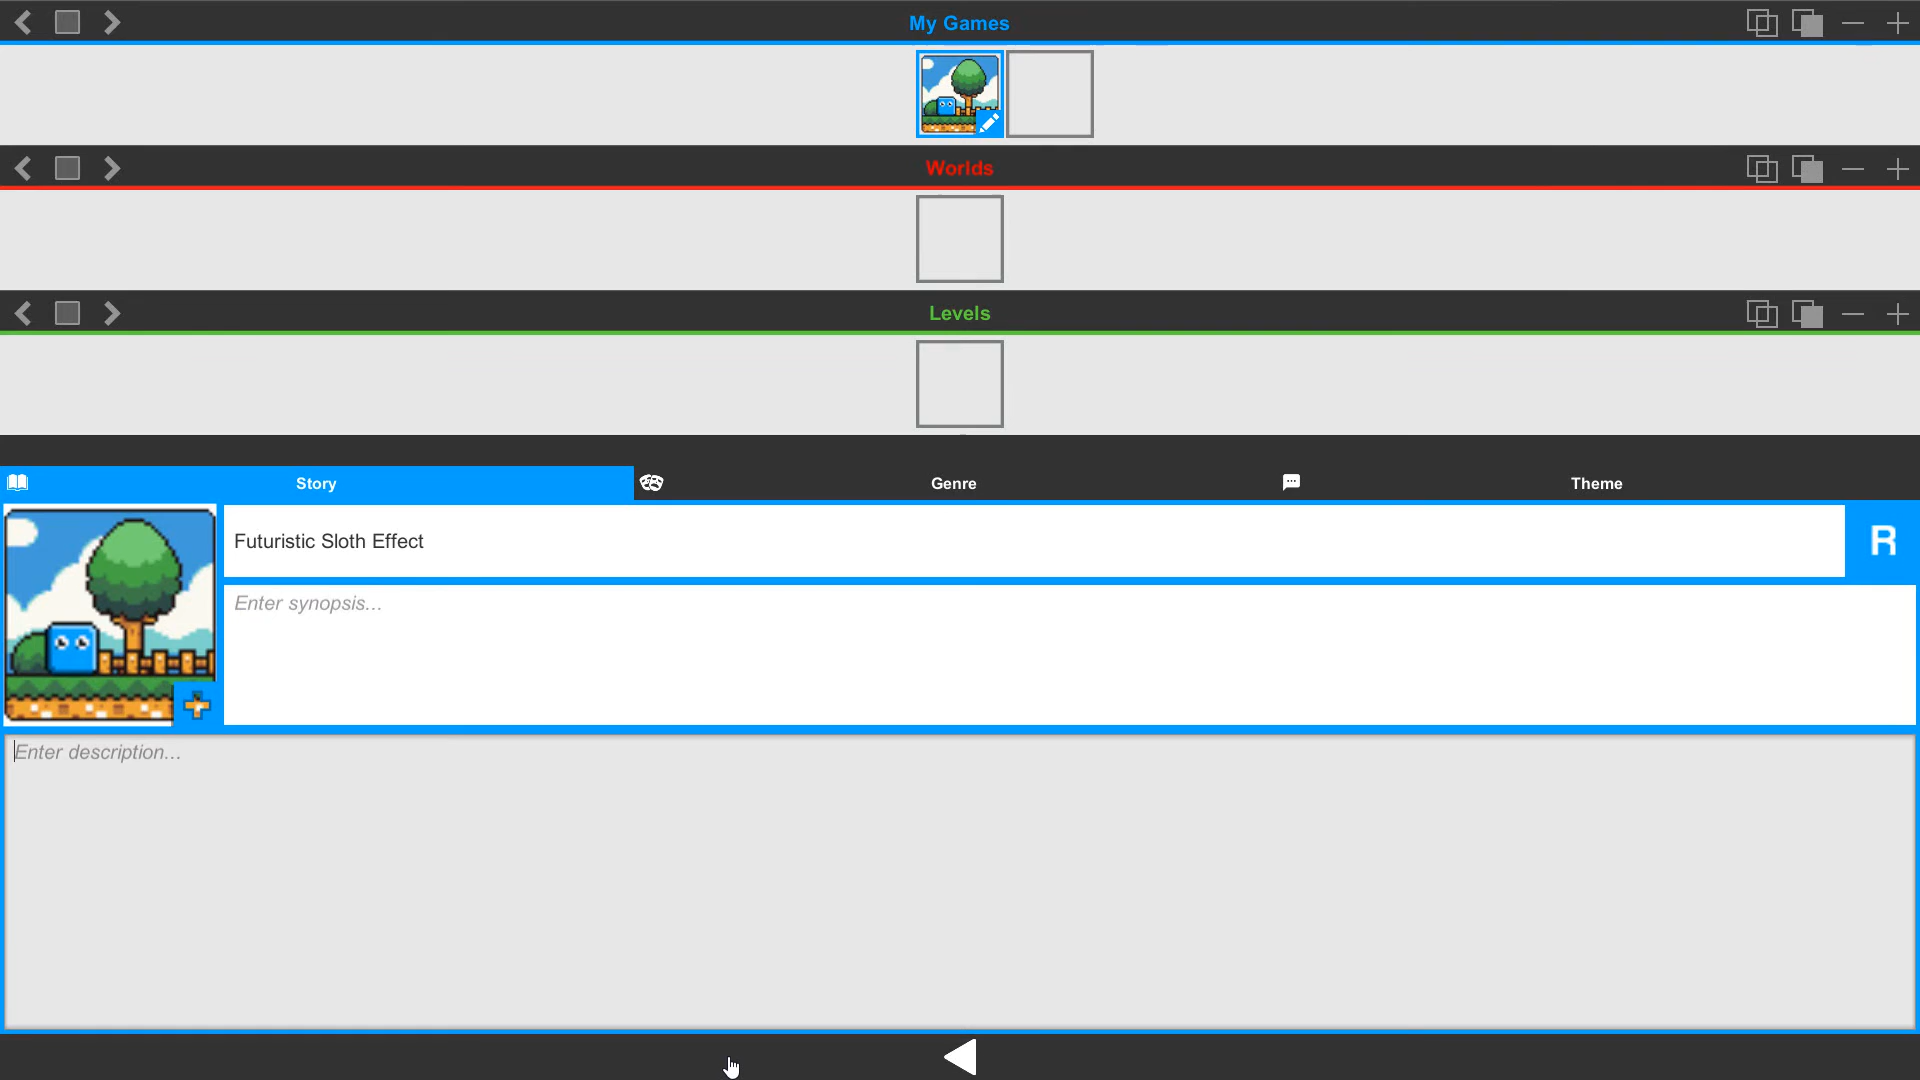 My Games
Worlds
Levels
Story
Genre
Theme
Futuristic Sloth Effect
R
Enter synopsis...
Enter description...